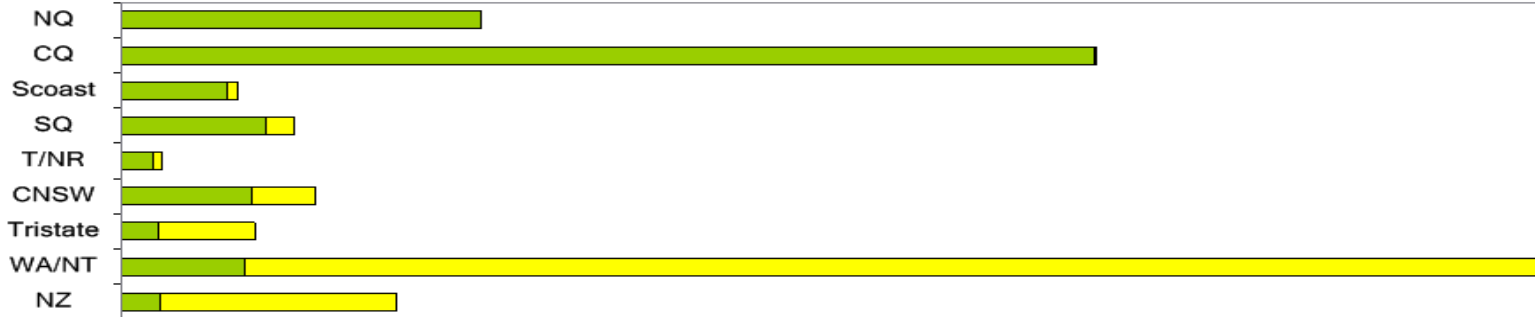 NQ
CQ
Scoast
SQ
T/NR
CNSW
Tristate
WA/NT
NZ